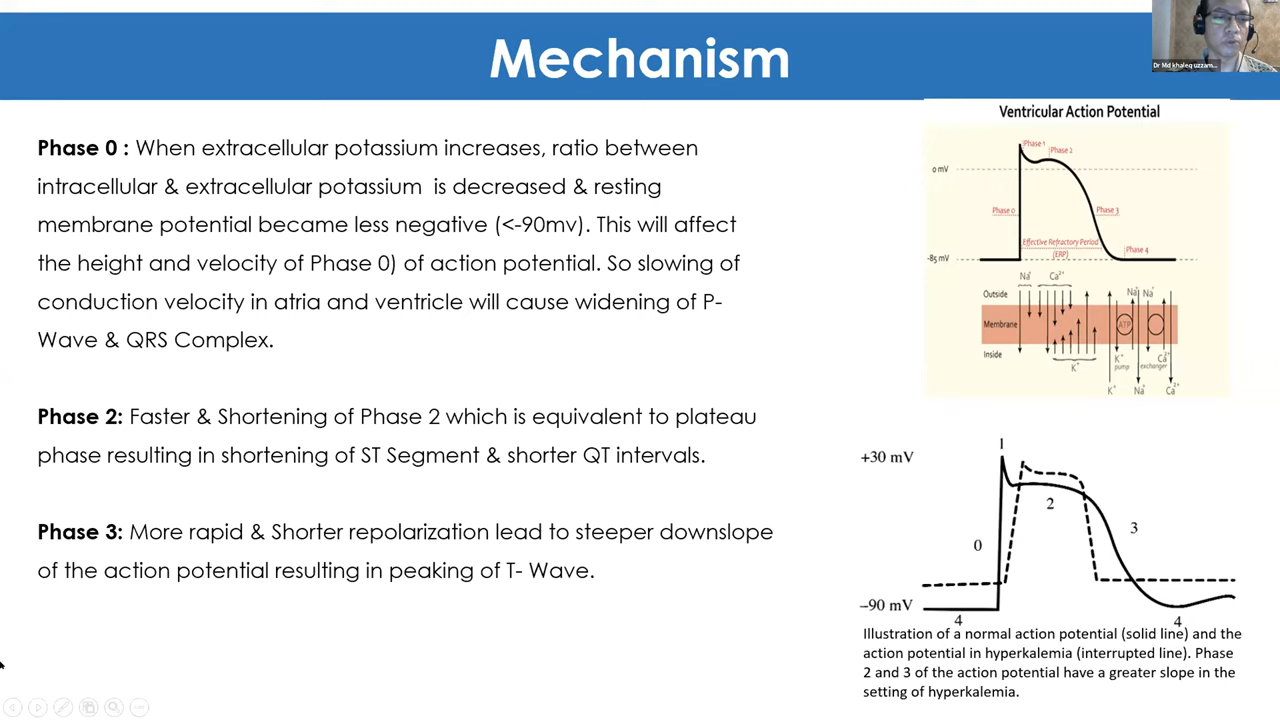 Mechanism
Dr Md khaleq uzzam...
Phase 0 : When extracellular potassium increases, ratio between
intracellular & extracellular potassium is decreased & resting
membrane potential became less negative (<-90mv). This will affect
the height and velocity of Phase 0) of action potential. So slowing of
conduction velocity in atria and ventricle will cause widening of P-
Wave & QRS Complex.
Phase 2: Faster & Shortening of Phase 2 which is equivalent to plateau
phase resulting in shortening of ST Segment & shorter QT intervals.
Phase 3: More rapid & Shorter repolarization lead to steeper downslope
of the action potential resulting in peaking of T- Wave.
Ventricular Action Potential
Phase 1
Phase 2
0 mV
Phase 0
Phase 3
Effective Refractory Period
(ERP)
Phase 4
-85 mV
Na⁺
Ca²⁺
Outside
Na⁺
Na⁺
Membrane
ATP
Inside
K⁺
K⁺
pump
Ca²⁺
exchanger
K⁺
Na⁺
Ca²⁺
1
+30 mV
2
3
0
−90 mV
4
4
Illustration of a normal action potential (solid line) and the
action potential in hyperkalemia (interrupted line). Phase
2 and 3 of the action potential have a greater slope in the
setting of hyperkalemia.